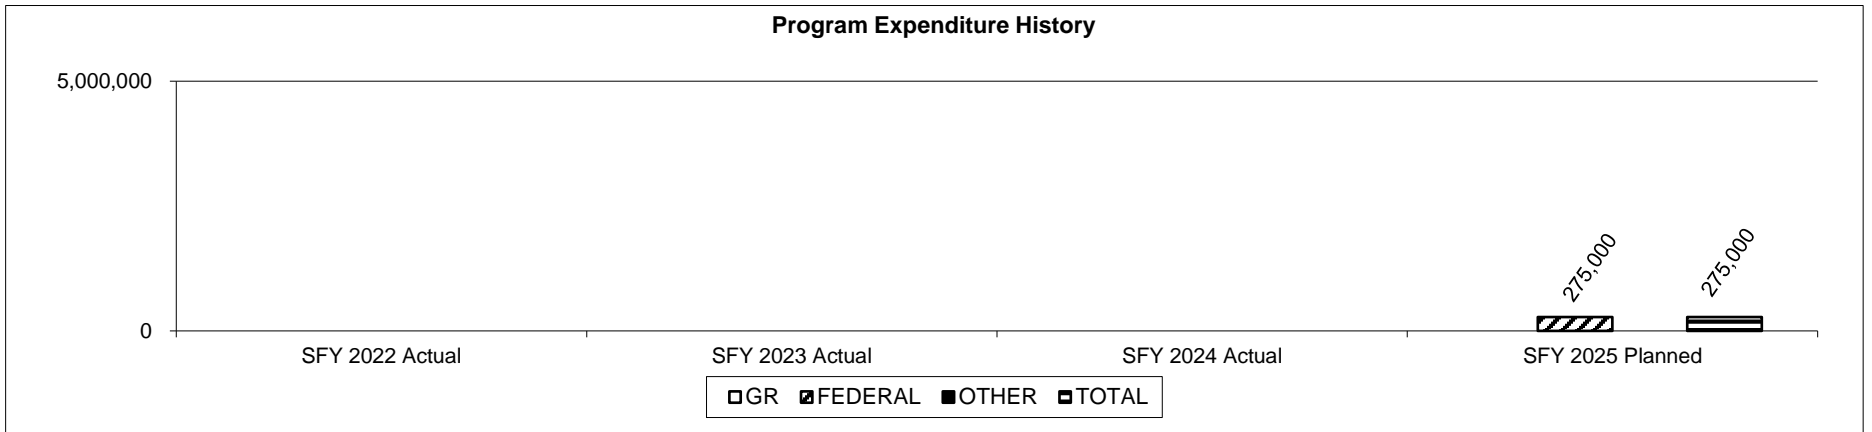 Program Expenditure History
5,000,000
275,000
275,000
0
SFY 2022 Actual
SFY 2023 Actual
SFY 2024 Actual
SFY 2025 Planned
GR
FEDERAL
OTHER
TOTAL